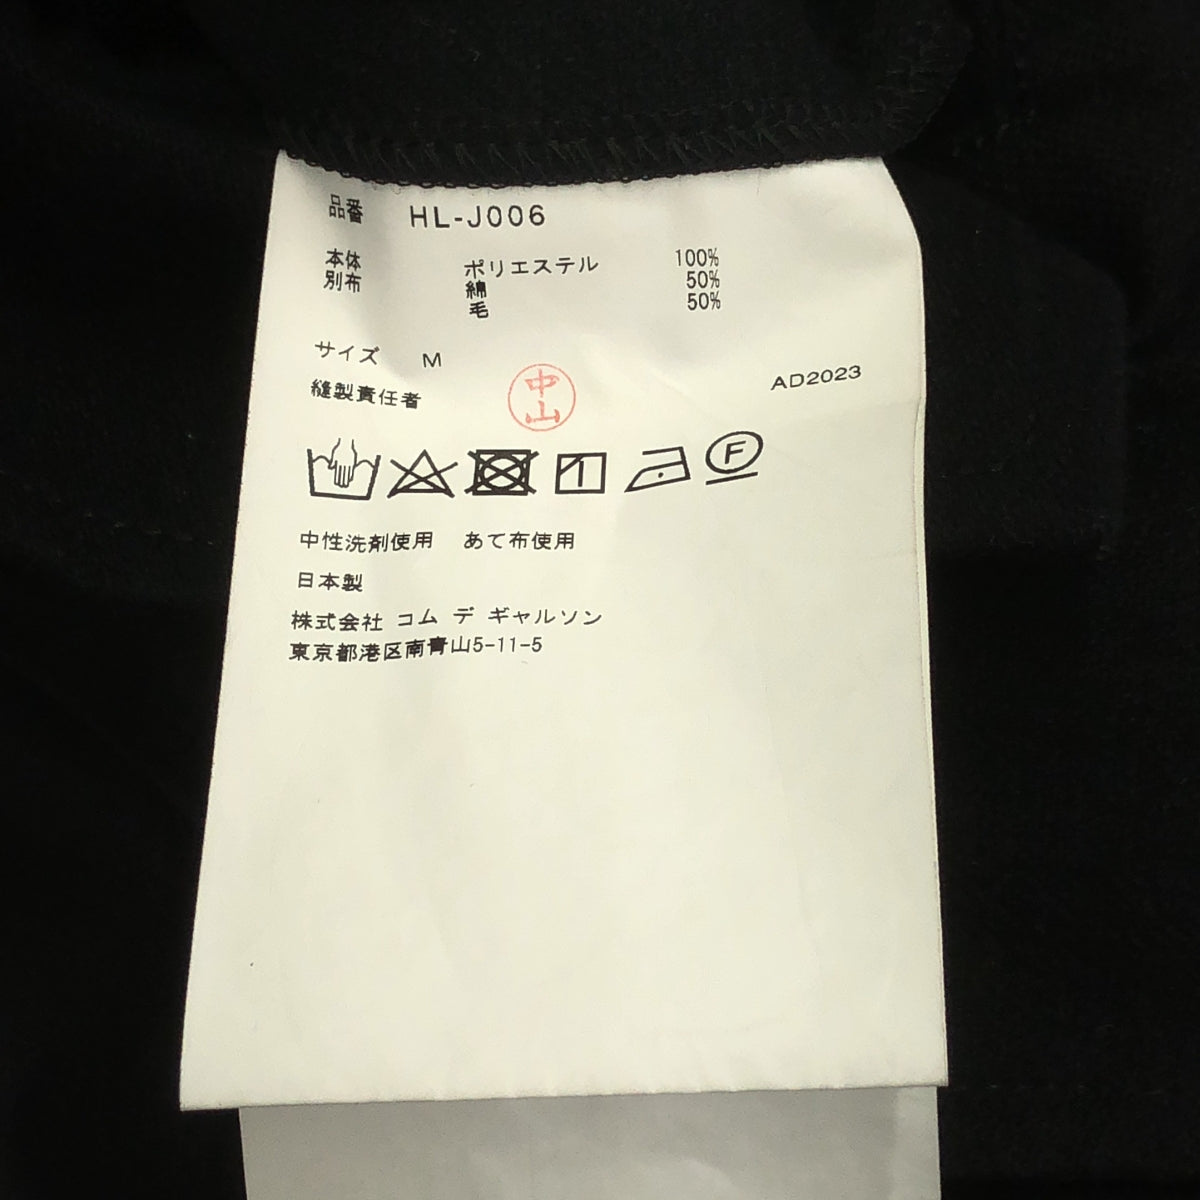 品番 HL-J006
本体 ポリエステル 100%
別布 綿 50%
毛 50%
サイズ M
縫製責任者 中山 AD2023
F
中性洗剤使用 あて布使用
日本製
株式会社 コム デ ギャルソン
東京都港区南青山5-11-5